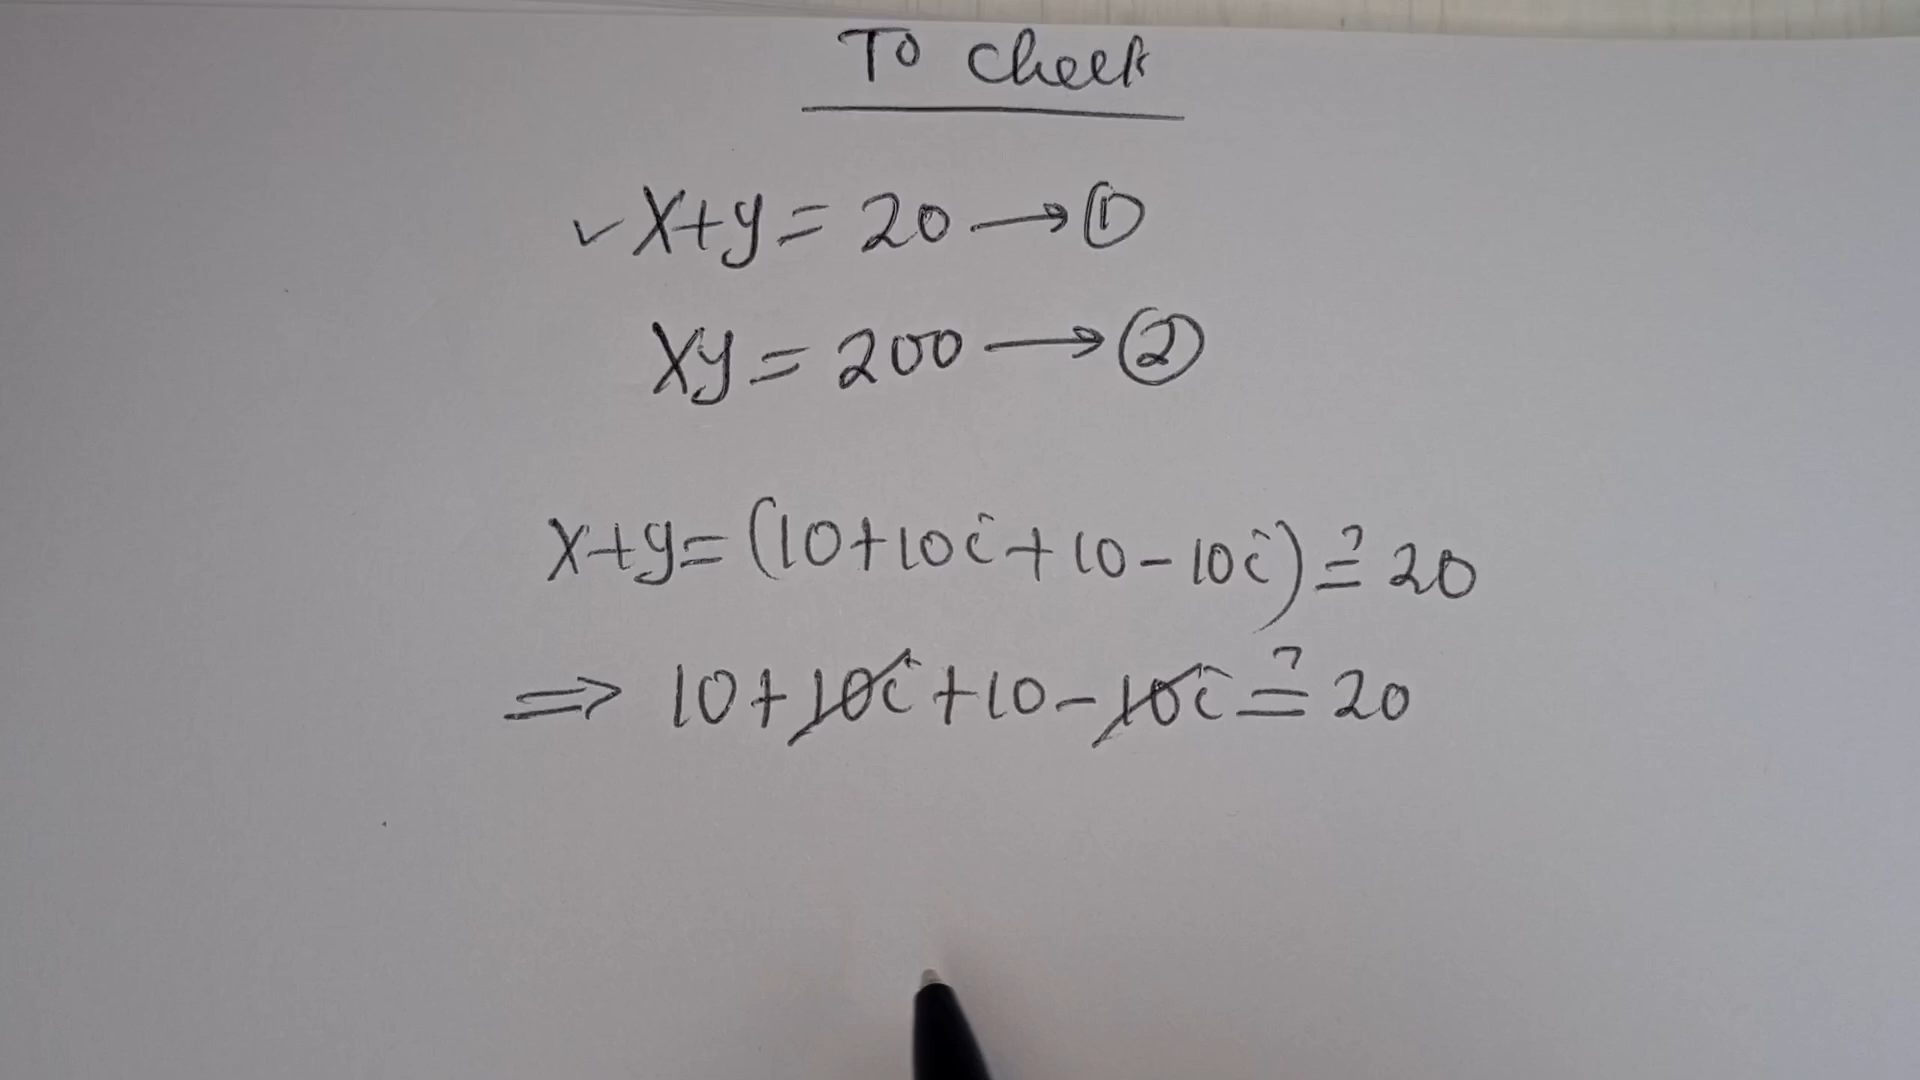 To Check
✓ x+y = 20 → ①
xy = 200 → ②
x+y = (10+10i+10-10i) ≟ 20
⇒ 10+10i+10-10i ≟ 20